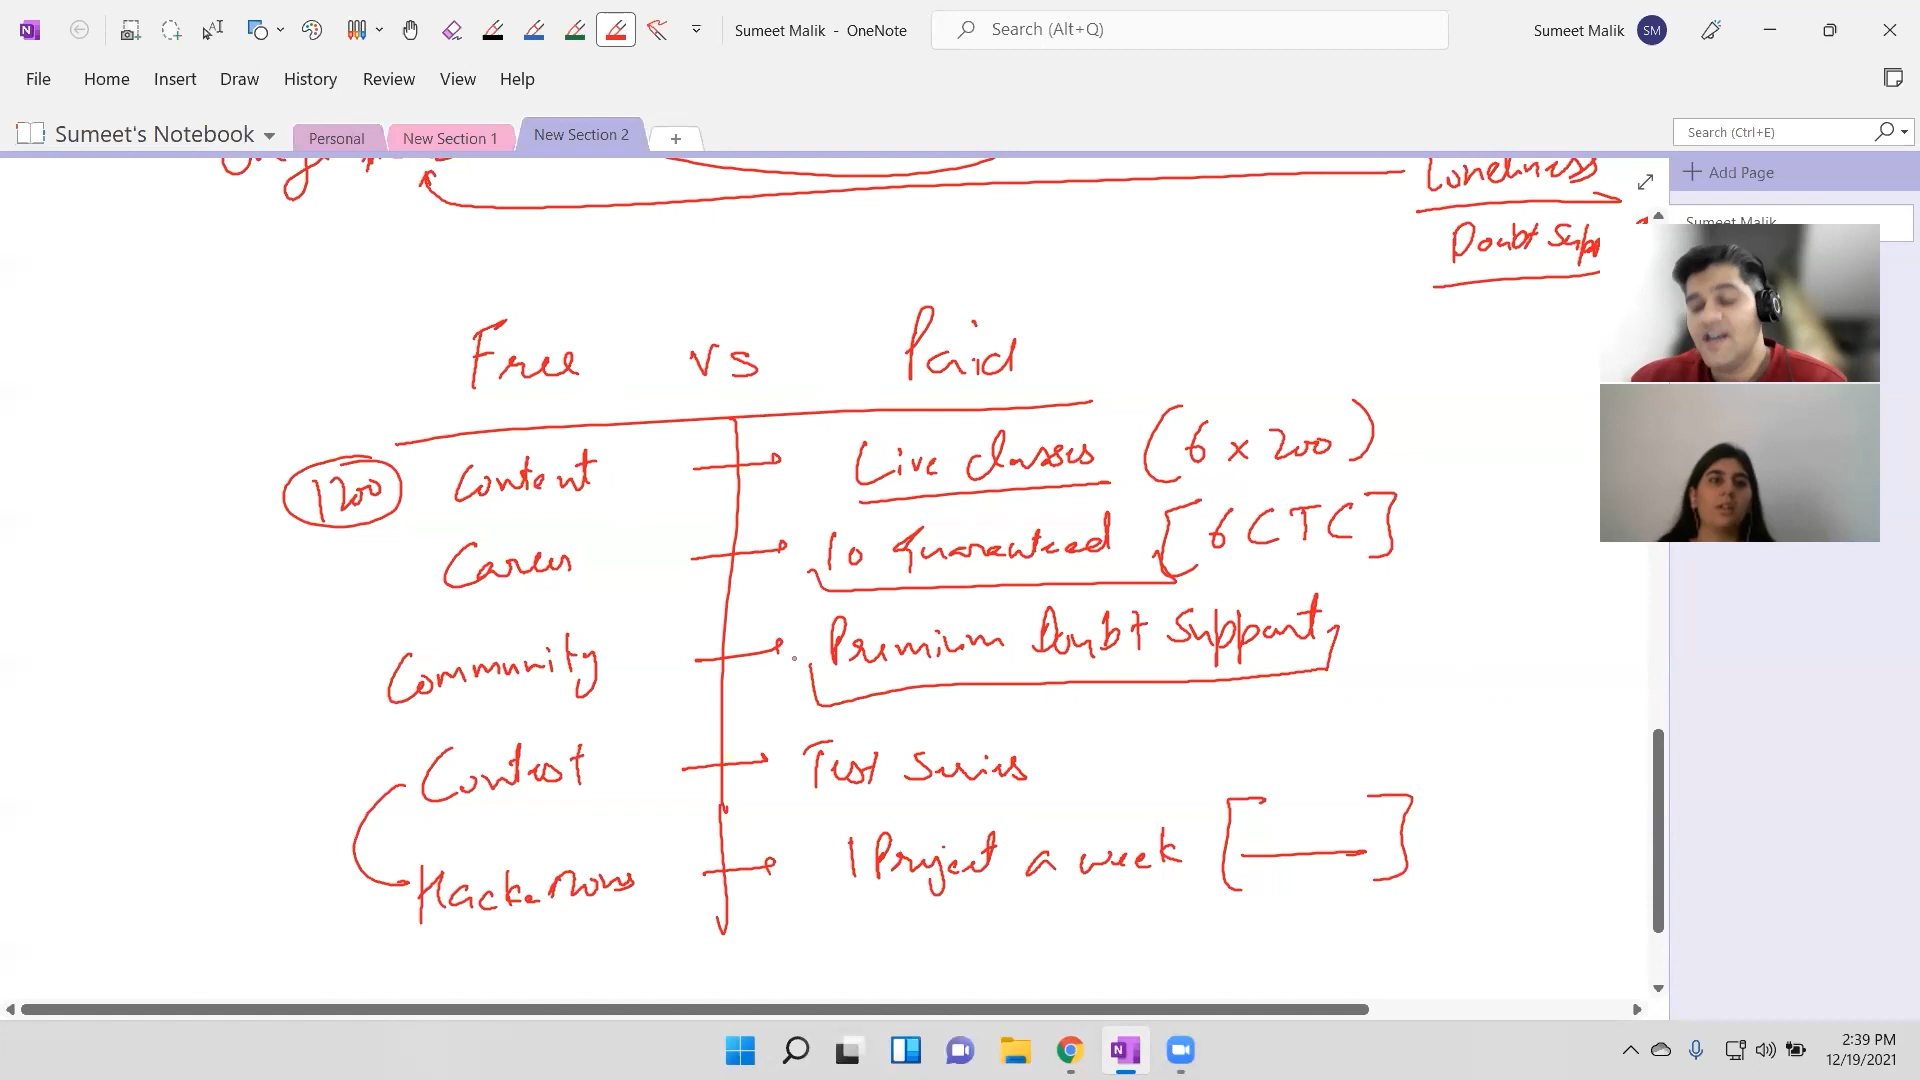 Sumeet Malik - OneNote
Search (Alt+Q)
Sumeet Malik
SM
File Home Insert Draw History Review View Help
Sumeet's Notebook
Personal
New Section 1
New Section 2
+
Search (Ctrl+E)
Add Page
Sumeet Malik
Loneliness
Doubt
Free vs Paid
1200 Content Live Classes (6 x 200)
Career 10 Guaranteed [6 CTC]
Community Premium Doubt Support
Contest Test Series
Hackathons 1 Project a week [ ]
2:39 PM
12/19/2021